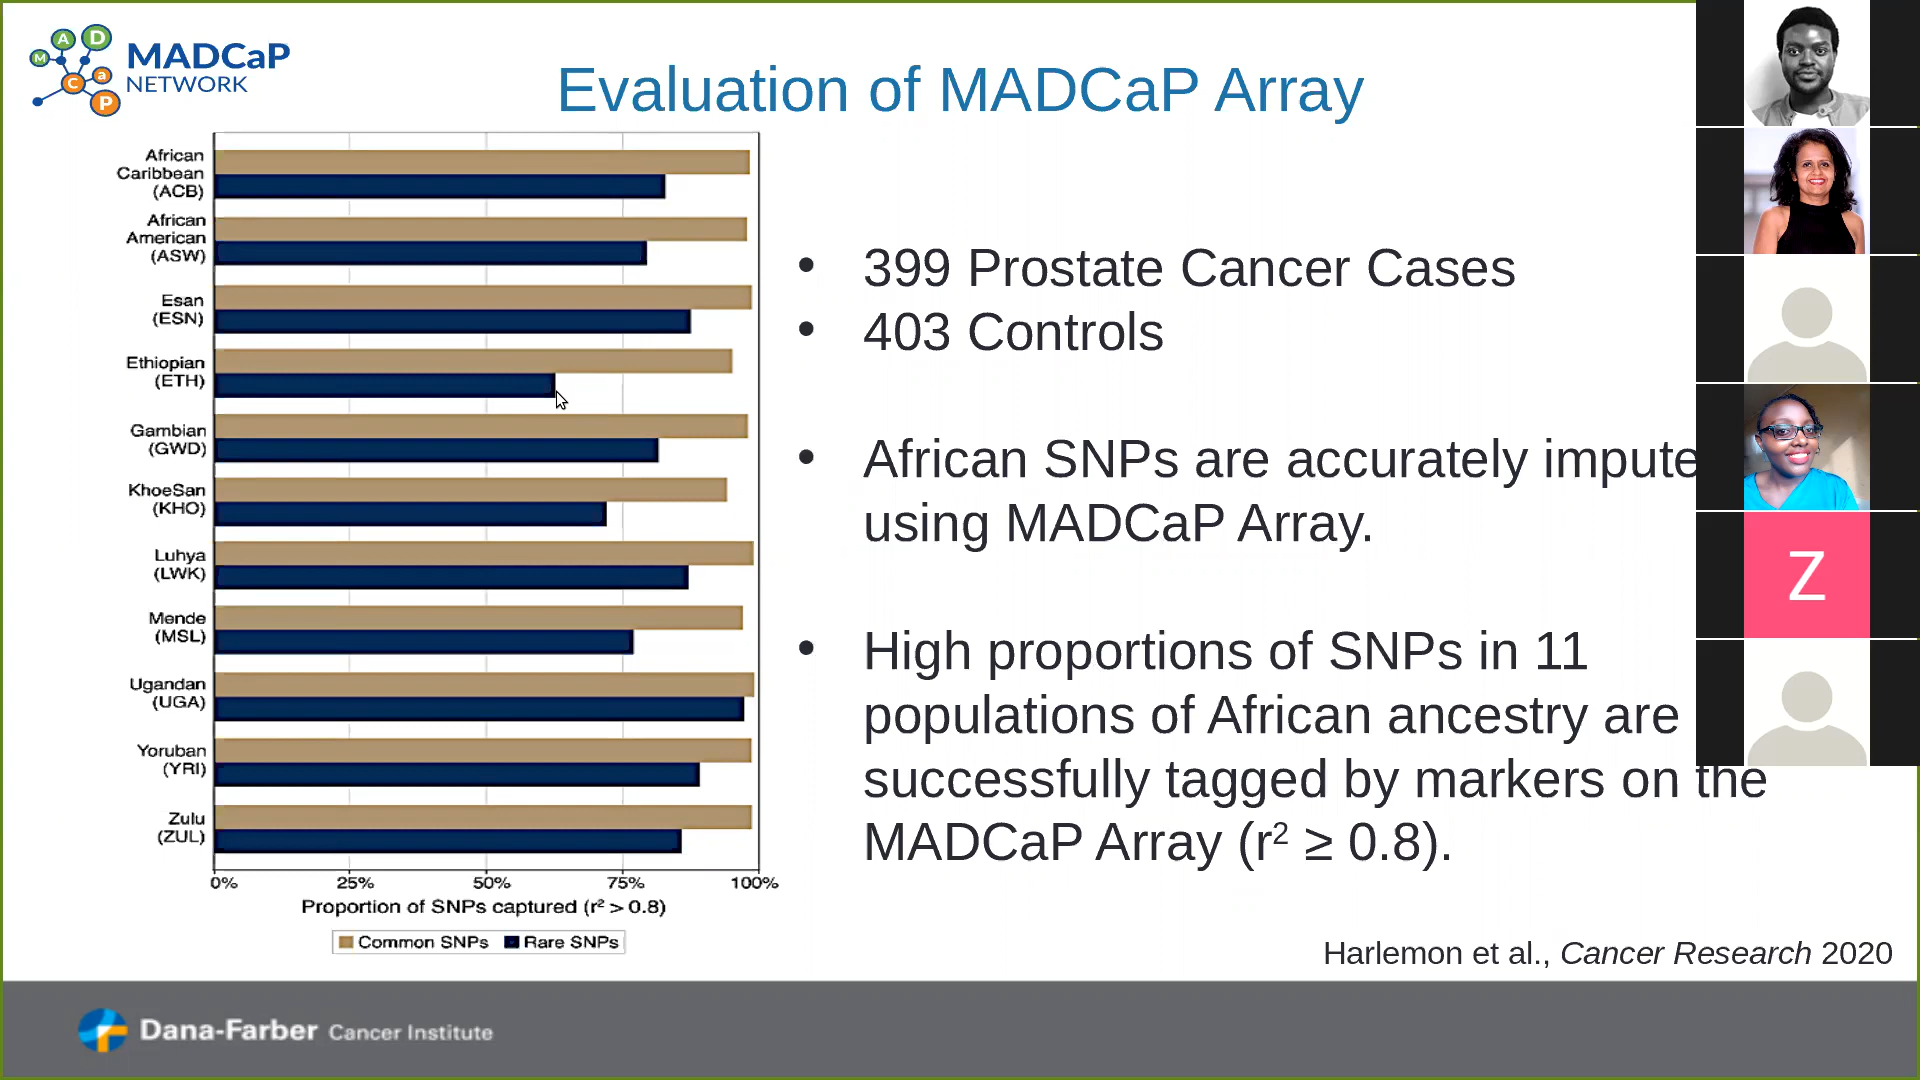 M A D C a P
MADCaP
NETWORK
Evaluation of MADCaP Array
African
Caribbean
(ACB)
African
American
(ASW)
Esan
(ESN)
Ethiopian
(ETH)
Gambian
(GWD)
KhoeSan
(KHO)
Luhya
(LWK)
Mende
(MSL)
Ugandan
(UGA)
Yoruban
(YRI)
Zulu
(ZUL)
0% 25% 50% 75% 100%
Proportion of SNPs captured (r² > 0.8)
Common SNPs Rare SNPs
• 399 Prostate Cancer Cases
• 403 Controls
• African SNPs are accurately impute
using MADCaP Array.
• High proportions of SNPs in 11
populations of African ancestry are
successfully tagged by markers on the
MADCaP Array (r² ≥ 0.8).
Harlemon et al., Cancer Research 2020
Z
Dana-Farber Cancer Institute